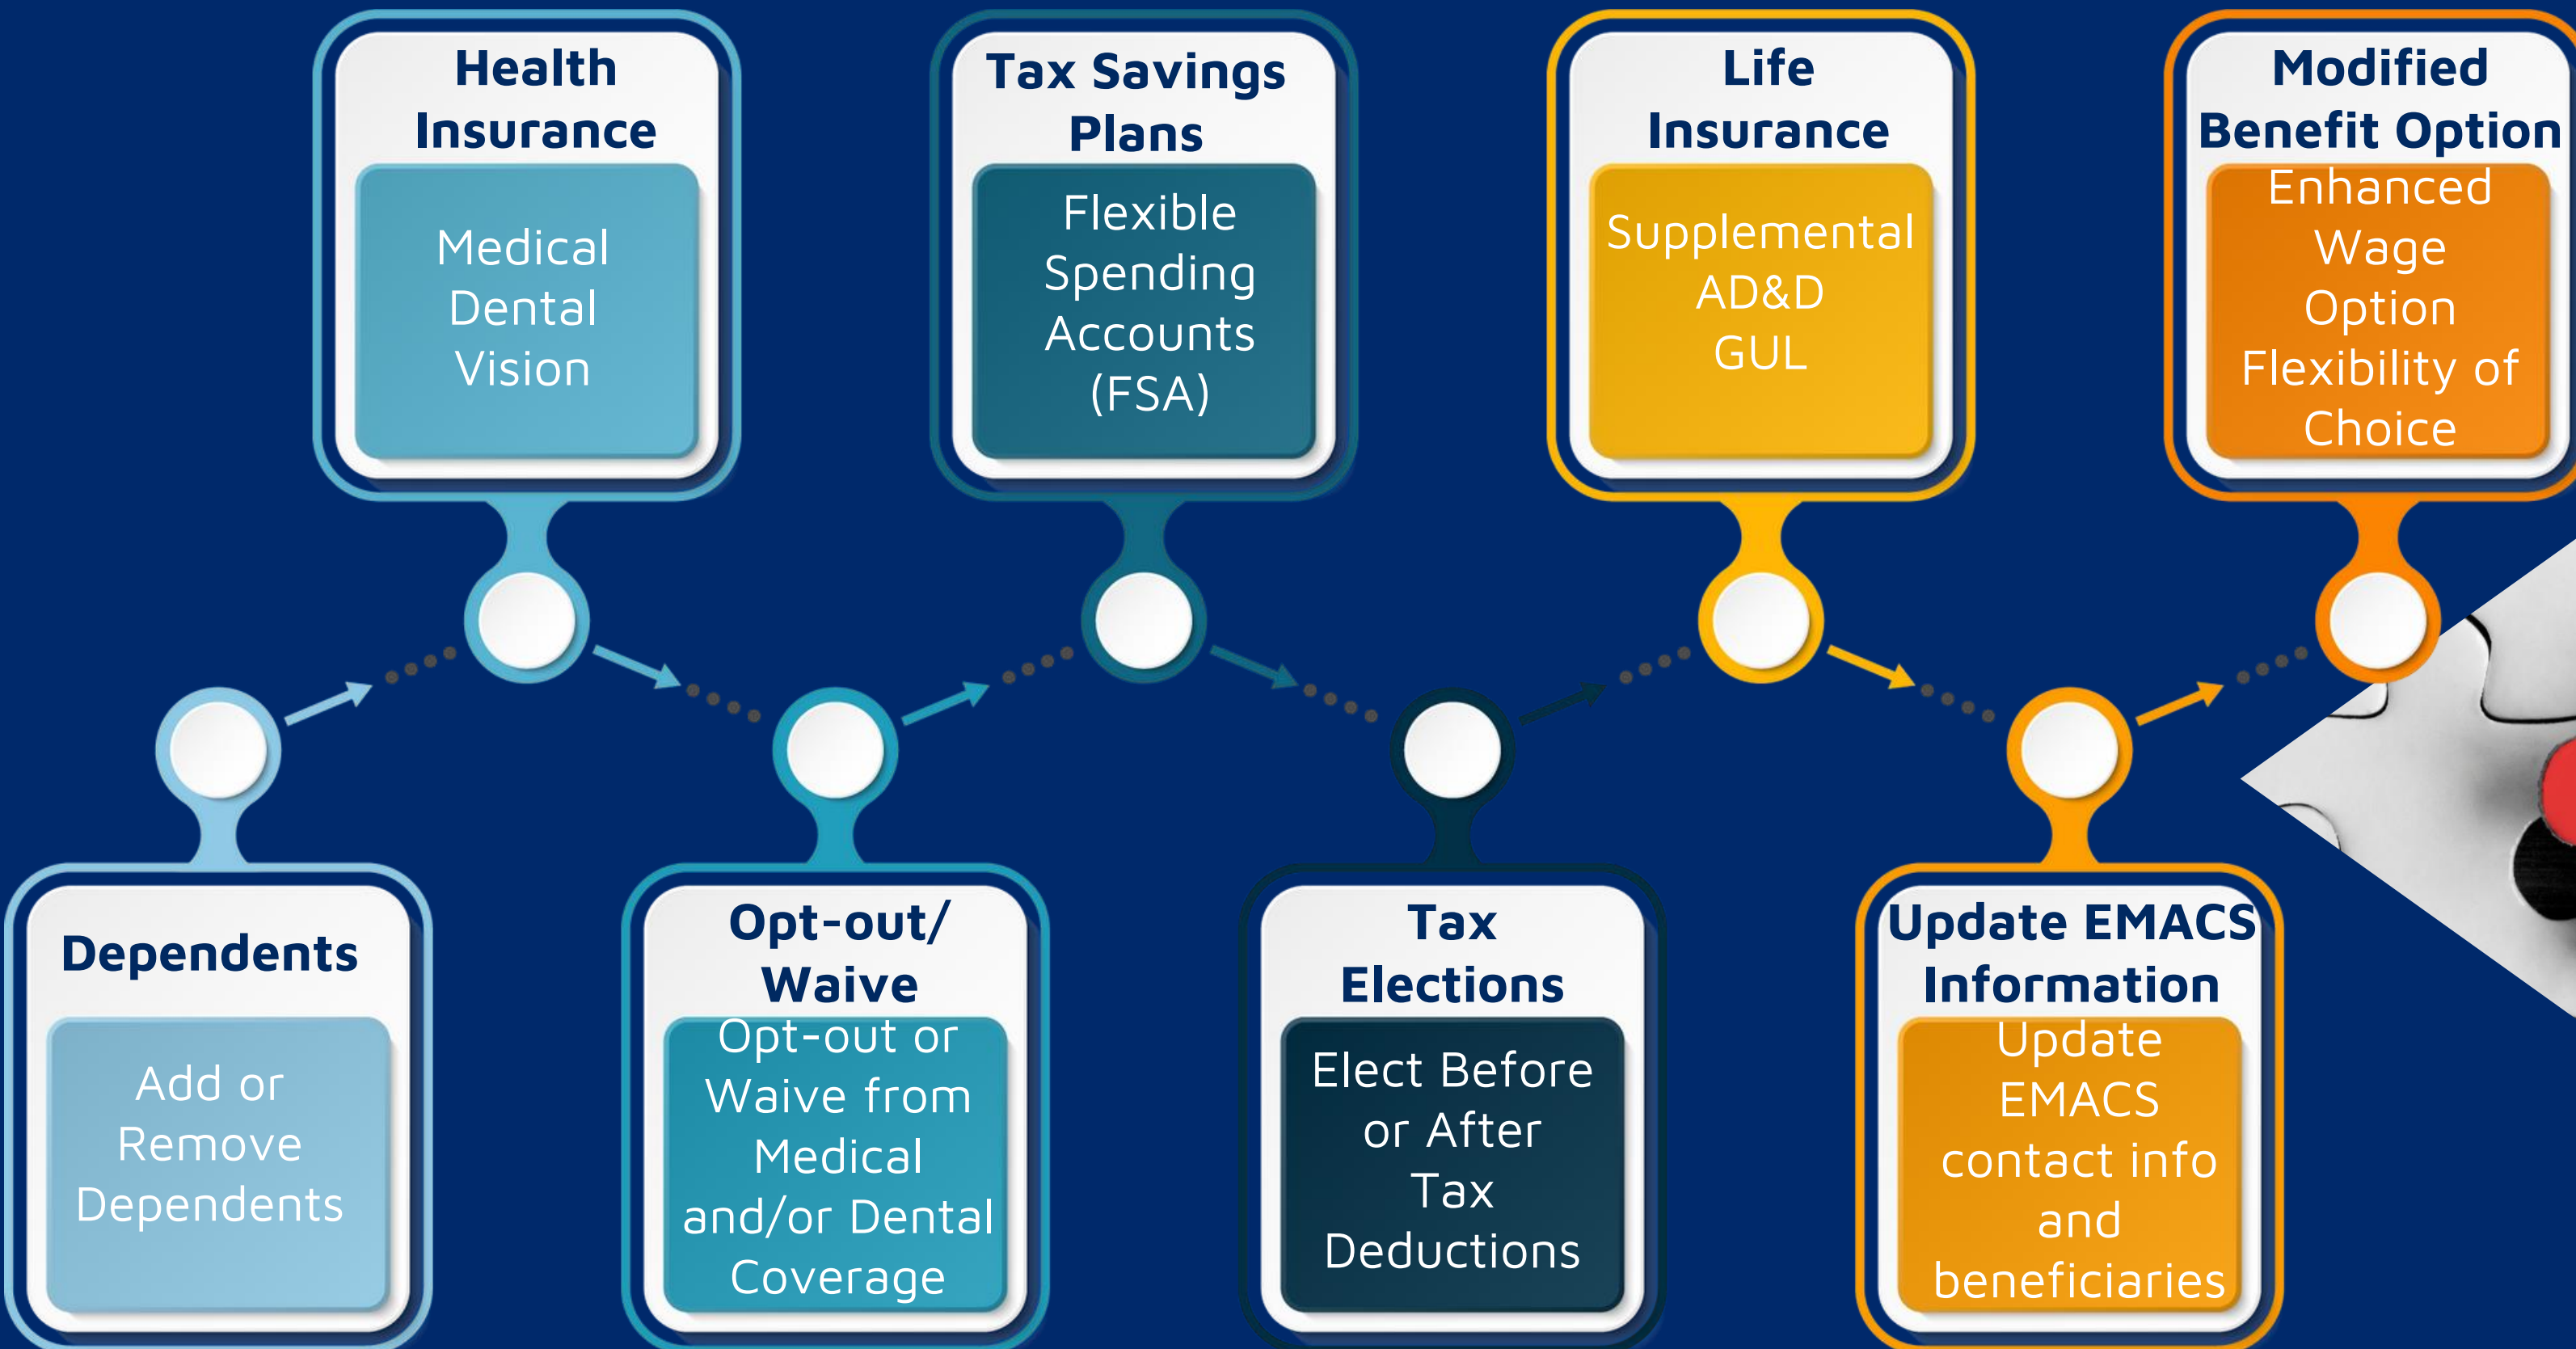 Health
Insurance
Medical
Dental
Vision
Tax Savings
Plans
Flexible
Spending
Accounts
(FSA)
Life
Insurance
Supplemental
AD&D
GUL
Modified
Benefit Option
Enhanced
Wage
Option
Flexibility of
Choice
Dependents
Add or
Remove
Dependents
Opt-out/
Waive
Opt-out or
Waive from
Medical
and/or Dental
Coverage
Tax
Elections
Elect Before
or After
Tax
Deductions
Update EMACS
Information
Update
EMACS
contact info
and
beneficiaries